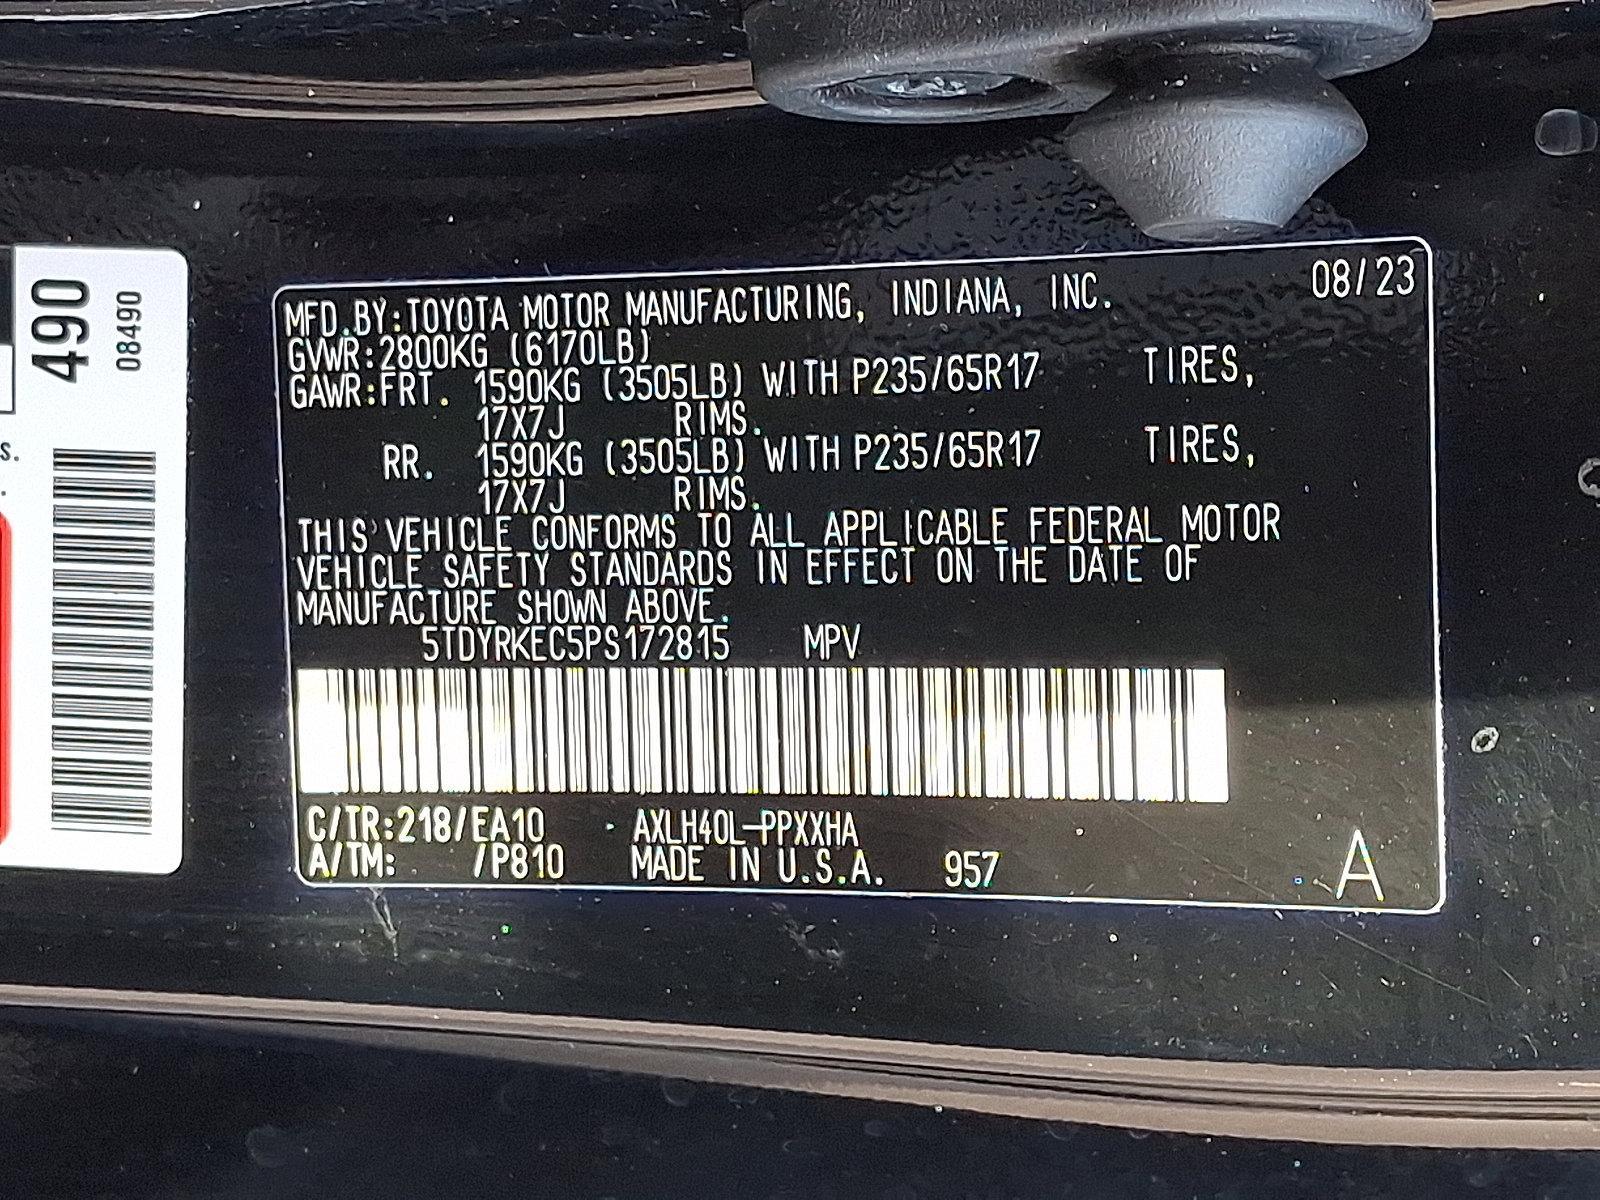 490
08490
s.
MFD.BY:TOYOTA MOTOR MANUFACTURING, INDIANA, INC. 08/23
GVWR:2800KG (6170LB)
GAWR:FRT. 1590KG (3505LB) WITH P235/65R17 TIRES,
17X7J RIMS.
RR. 1590KG (3505LB) WITH P235/65R17 TIRES,
17X7J RIMS.
THIS VEHICLE CONFORMS TO ALL APPLICABLE FEDERAL MOTOR
VEHICLE SAFETY STANDARDS IN EFFECT ON THE DATE OF
MANUFACTURE SHOWN ABOVE.
5TDYRKEC5PS172815 MPV
C/TR:218/EA10 AXLH40L-PPXXHA
A/TM: /P810 MADE IN U.S.A. 957
A